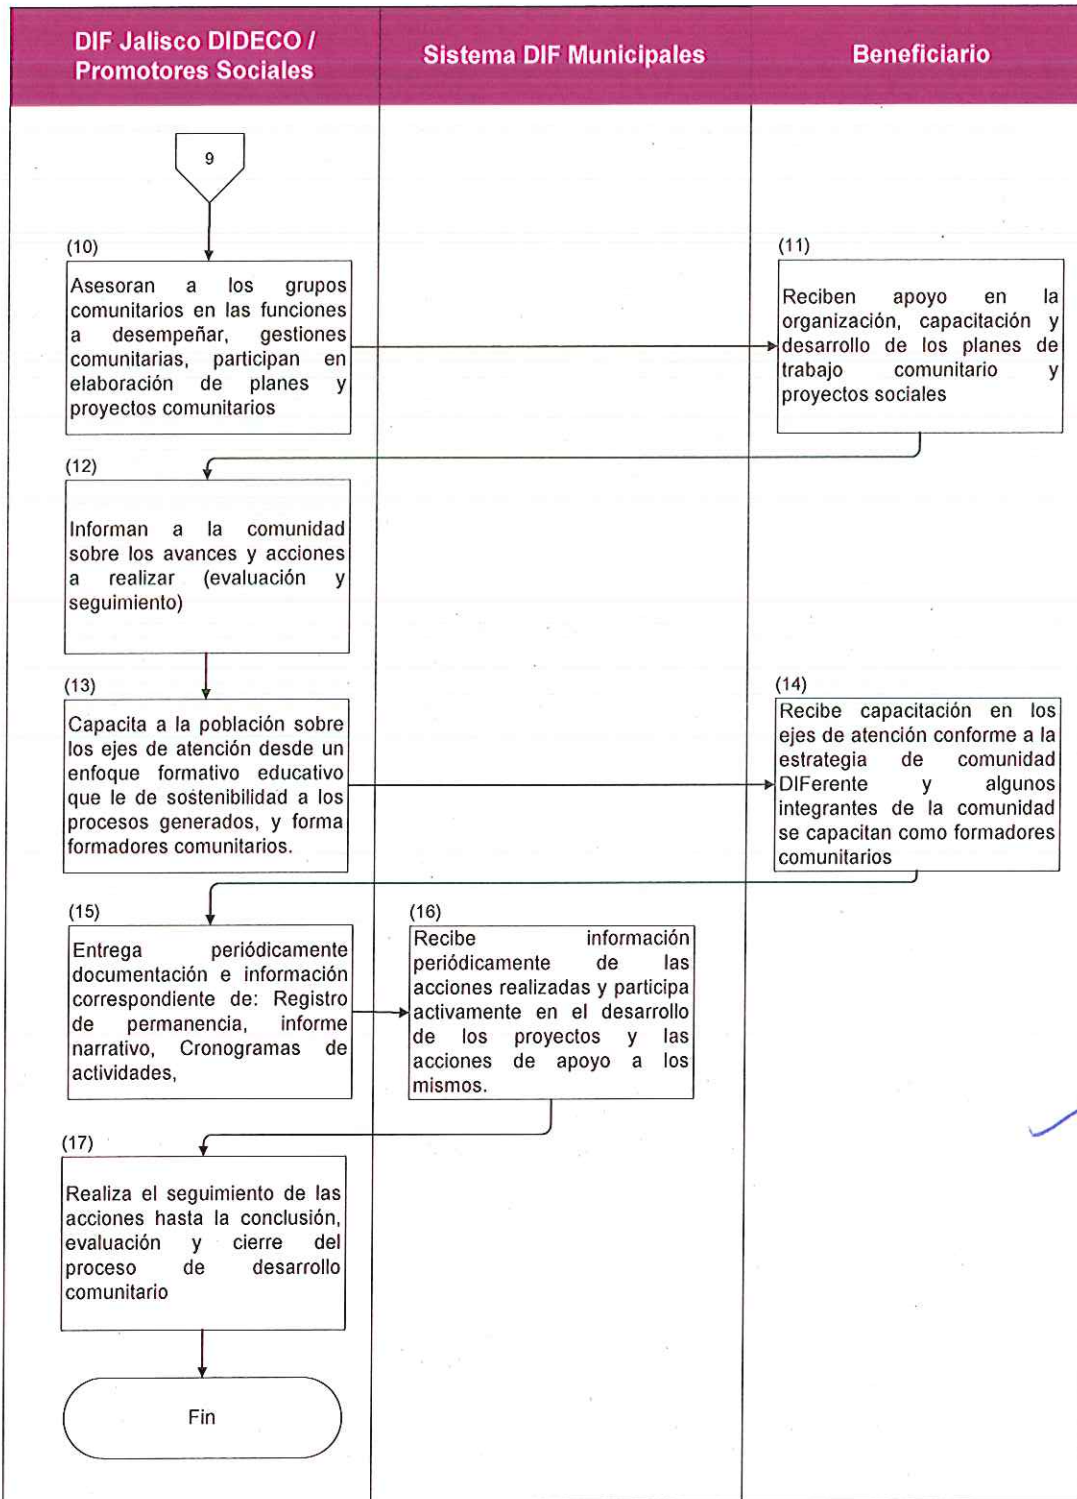 DIF Jalisco DIDECO /
Promotores Sociales
Sistema DIF Municipales
Beneficiario
9
(10)
Asesoran a los grupos
comunitarios en las funciones
a desempeñar, gestiones
comunitarias, participan en
elaboración de planes y
proyectos comunitarios
(11)
Reciben apoyo en la
organización, capacitación y
desarrollo de los planes de
trabajo comunitario y
proyectos sociales
(12)
Informan a la comunidad
sobre los avances y acciones
a realizar (evaluación y
seguimiento)
(13)
Capacita a la población sobre
los ejes de atención desde un
enfoque formativo educativo
que le de sostenibilidad a los
procesos generados, y forma
formadores comunitarios.
(14)
Recibe capacitación en los
ejes de atención conforme a la
estrategia de comunidad
DIFerente y algunos
integrantes de la comunidad
se capacitan como formadores
comunitarios
(15)
Entrega periódicamente
documentación e información
correspondiente de: Registro
de permanencia, informe
narrativo, Cronogramas de
actividades,
(16)
Recibe información
periódicamente de las
acciones realizadas y participa
activamente en el desarrollo
de los proyectos y las
acciones de apoyo a los
mismos.
(17)
Realiza el seguimiento de las
acciones hasta la conclusión,
evaluación y cierre del
proceso de desarrollo
comunitario
Fin